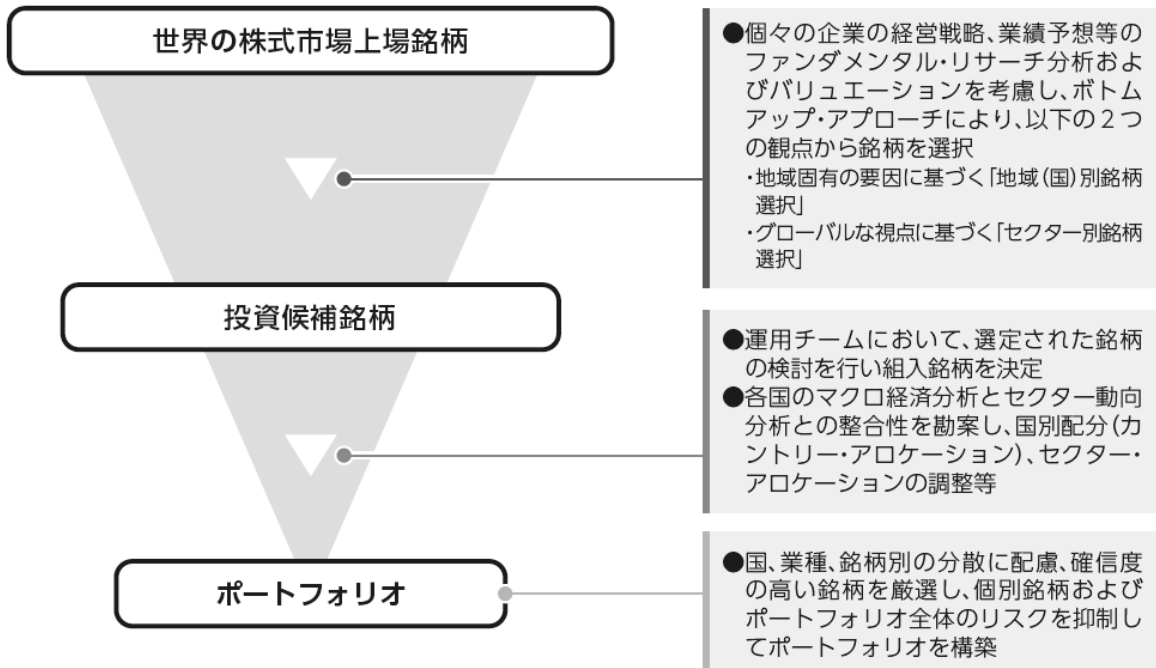 世界の株式市場上場銘柄
●個々の企業の経営戦略、業績予想等の
ファンダメンタル・リサーチ分析およ
びバリュエーションを考慮し、ボトム
アップ・アプローチにより、以下の2つ
の観点から銘柄を選択
・地域固有の要因に基づく「地域(国)別銘柄
選択」
・グローバルな視点に基づく「セクター別銘柄
選択」
投資候補銘柄
●運用チームにおいて、選定された銘柄
の検討を行い組入銘柄を決定
●各国のマクロ経済分析とセクター動向
分析との整合性を勘案し、国別配分(カ
ントリー・アロケーション)、セクター・
アロケーションの調整等
ポートフォリオ
●国、業種、銘柄別の分散に配慮、確信度
の高い銘柄を厳選し、個別銘柄および
ポートフォリオ全体のリスクを抑制し
てポートフォリオを構築